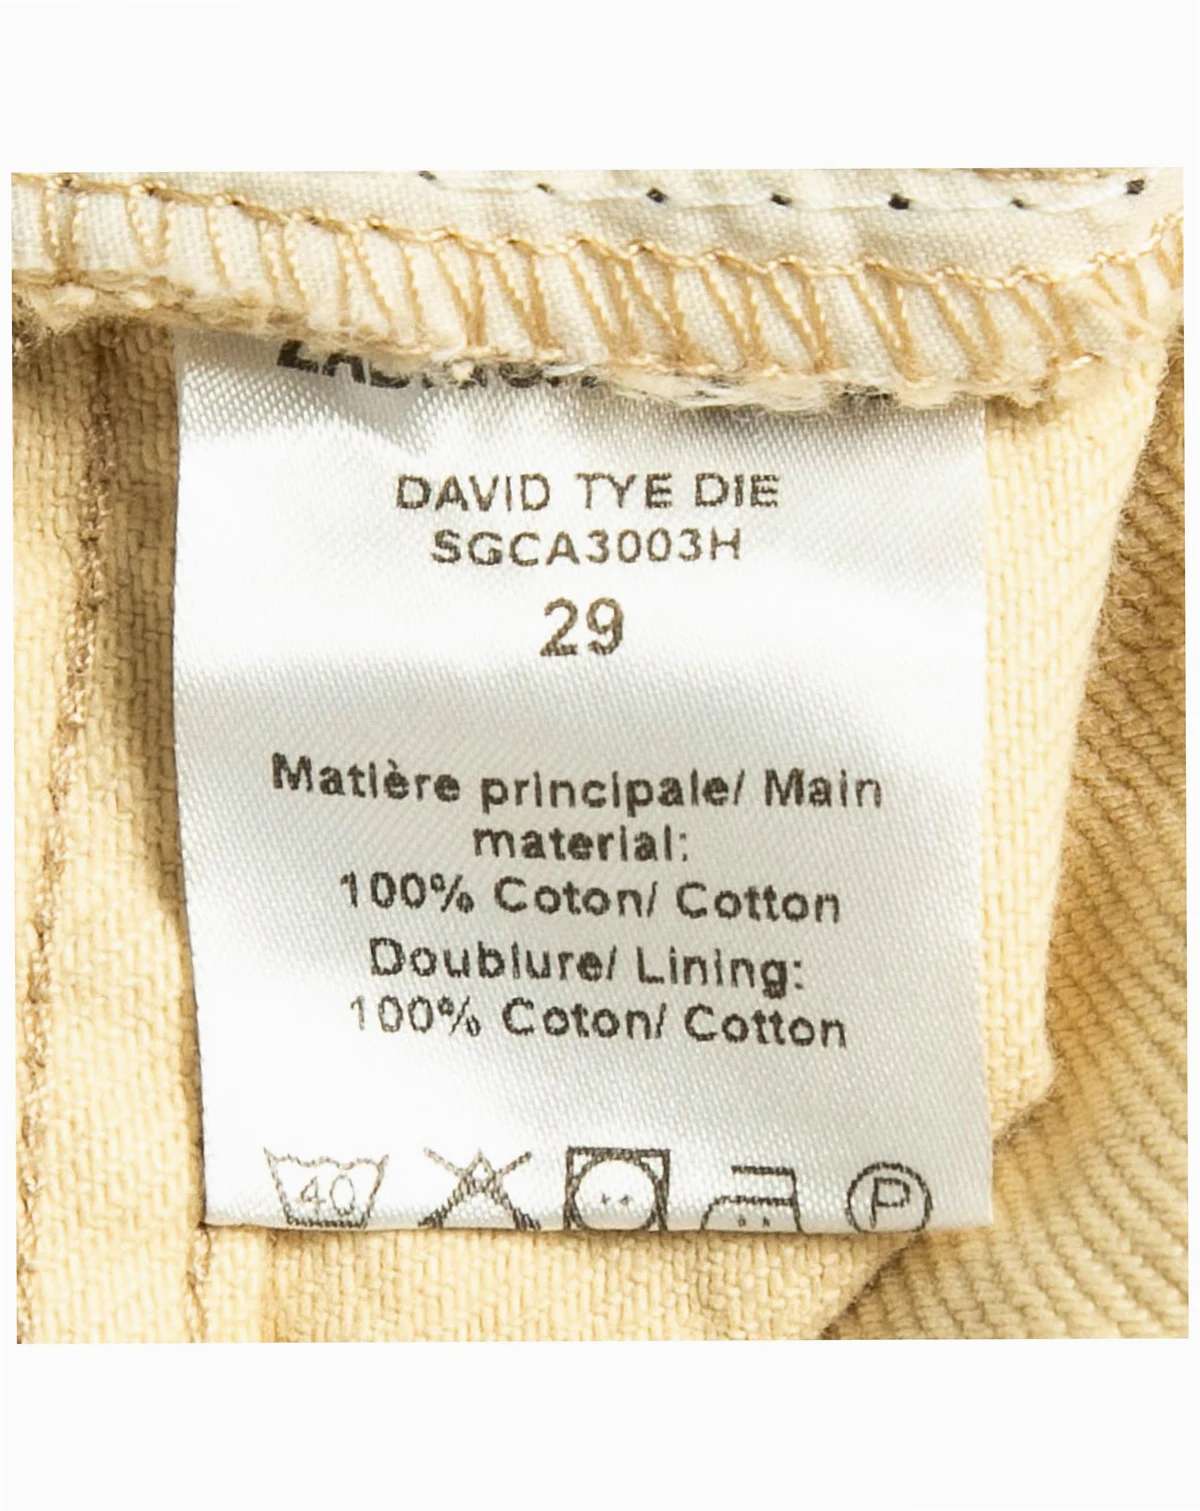 DAVID TYE DIE
SGCA3003H
29
Matière principale/ Main
material:
100% Coton/ Cotton
Doublure/ Lining:
100% Coton/ Cotton
40
P